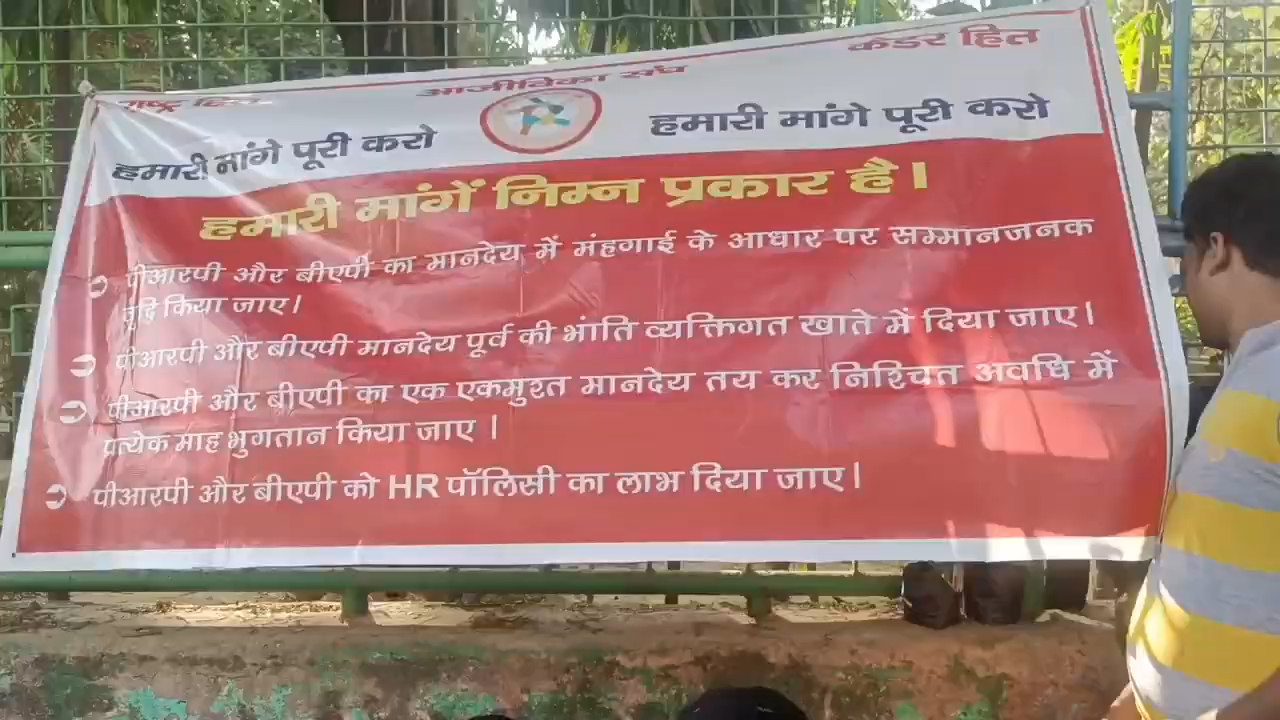 राष्ट्र हित
आजीविका संघ
कैडर हित
हमारी मांगे पूरी करो
हमारी मांगे पूरी करो
हमारी मांगें निम्न प्रकार है।
पीआरपी और बीएपी का मानदेय में मंहगाई के आधार पर सम्मानजनक
वृद्धि किया जाए।
पीआरपी और बीएपी मानदेय पूर्व की भांति व्यक्तिगत खाते में दिया जाए।
पीआरपी और बीएपी का एक एकमुश्त मानदेय तय कर निश्चित अवधि में
प्रत्येक माह भुगतान किया जाए ।
पीआरपी और बीएपी को HR पॉलिसी का लाभ दिया जाए।